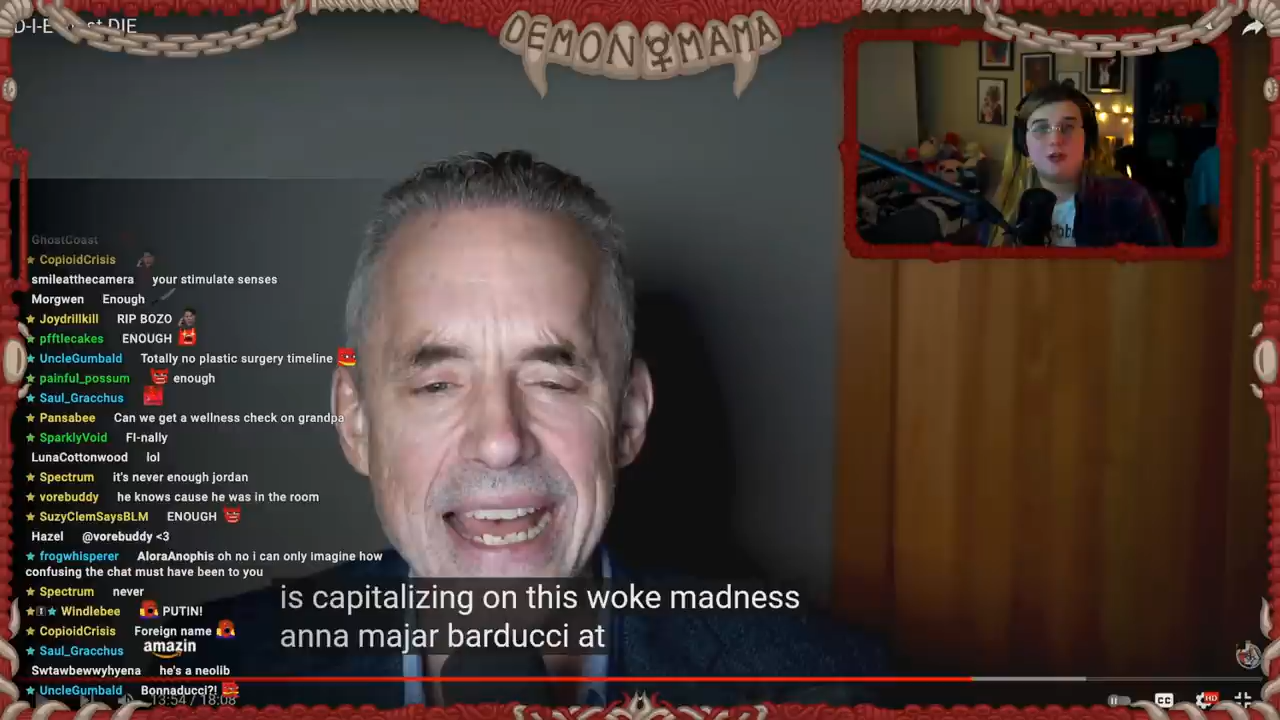 D-I-E
DIE
DEMON MAMA
GhostCoast
CopioidCrisis
smileatthecamera your stimulate senses
Morgwen Enough
Joydrillkill RIP BOZO
pfftlecakes ENOUGH
UncleGumbald Totally no plastic surgery timeline
painful_possum enough
Saul_Gracchus
Pansabee Can we get a wellness check on grandpa
SparklyVoid FI-nally
LunaCottonwood lol
Spectrum it's never enough jordan
vorebuddy he knows cause he was in the room
SuzyClemSaysBLM ENOUGH
Hazel @vorebuddy <3
frogwhisperer AloraAnophis oh no i can only imagine how
confusing the chat must have been to you
Spectrum never
Windlebee PUTIN!
CopioidCrisis Foreign name
Saul_Gracchus amazin
Swtawbewwyhyena he's a neolib
UncleGumbald Bonnaducci?!
is capitalizing on this woke madness
anna majar barducci at
13:54 / 18:08
CC
HD